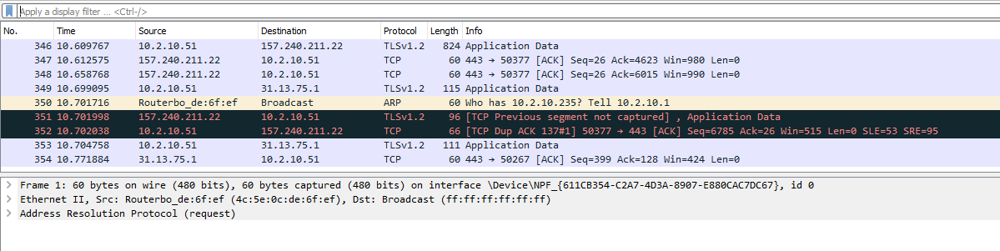 Apply a display filter ... <Ctrl-/>
No. Time Source Destination Protocol Length Info
346 10.609767 10.2.10.51 157.240.211.22 TLSv1.2 824 Application Data
347 10.612575 157.240.211.22 10.2.10.51 TCP 60 443 → 50377 [ACK] Seq=26 Ack=4623 Win=980 Len=0
348 10.658768 157.240.211.22 10.2.10.51 TCP 60 443 → 50377 [ACK] Seq=26 Ack=6015 Win=990 Len=0
349 10.699095 10.2.10.51 31.13.75.1 TLSv1.2 115 Application Data
350 10.701716 Routerbo_de:6f:ef Broadcast ARP 60 Who has 10.2.10.235? Tell 10.2.10.1
351 10.701998 157.240.211.22 10.2.10.51 TLSv1.2 96 [TCP Previous segment not captured] , Application Data
352 10.702038 10.2.10.51 157.240.211.22 TCP 66 [TCP Dup ACK 137#1] 50377 → 443 [ACK] Seq=6785 Ack=26 Win=515 Len=0 SLE=53 SRE=95
353 10.704758 10.2.10.51 31.13.75.1 TLSv1.2 111 Application Data
354 10.771884 31.13.75.1 10.2.10.51 TCP 60 443 → 50267 [ACK] Seq=399 Ack=128 Win=424 Len=0
Frame 1: 60 bytes on wire (480 bits), 60 bytes captured (480 bits) on interface \Device\NPF_{611CB354-C2A7-4D3A-8907-E880CAC7DC67}, id 0
Ethernet II, Src: Routerbo_de:6f:ef (4c:5e:0c:de:6f:ef), Dst: Broadcast (ff:ff:ff:ff:ff:ff)
Address Resolution Protocol (request)